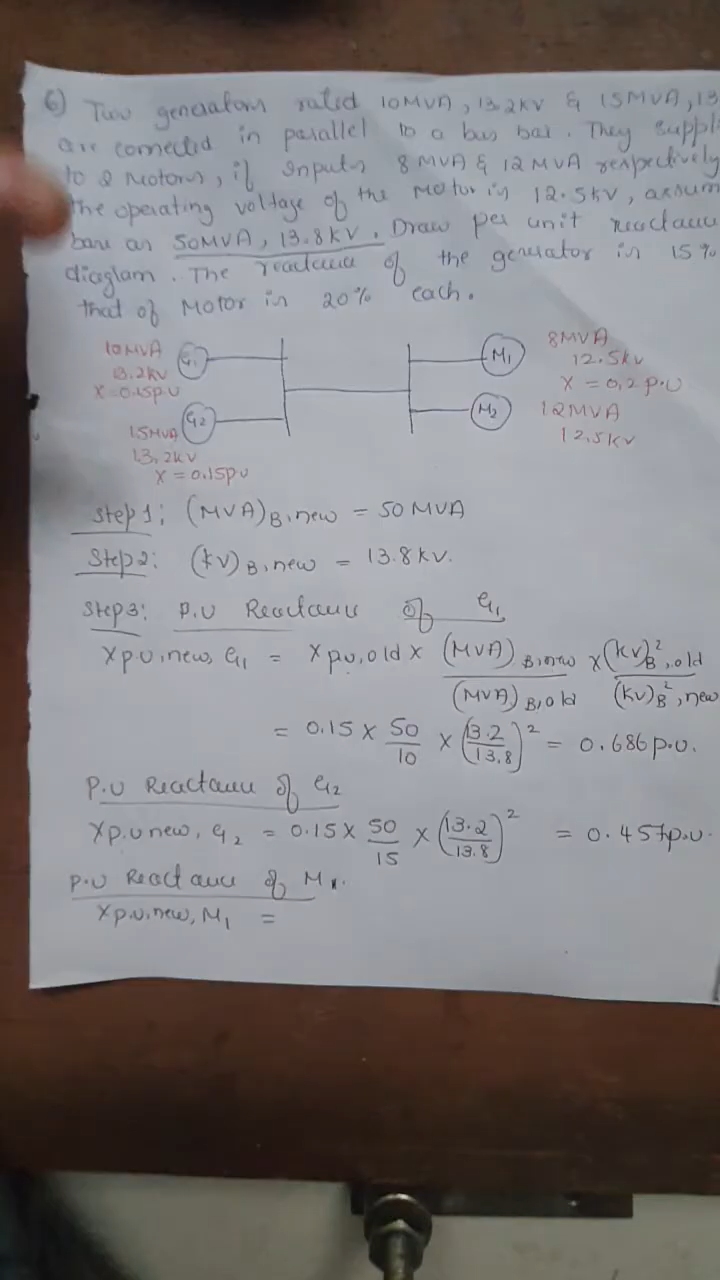 6) Two generators rated 10MVA, 13.2KV & 15MVA, 13
are connected in parallel to a bus bar. They suppl
to 2 Motors, if Inputs 8 MVA & 12 MVA respectively
The operating voltage of the Motor is 12.5KV, assum
base as 50MVA, 13.8KV. Draw per unit reactance
diaglam. The reactance of the generator is 15%
that of Motor is 20% each.
10MVA
13.2KV
X=0.15p.u
G1
G2
15MVA
13.2KV
X=0.15pu
M1
8MVA
12.5KV
X=0.2 p.u
M2
12MVA
12.5KV
Step1: (MVA)B,new = 50 MVA
Step2: (KV)B,new = 13.8KV.
Step3: P.U Reactance of G1
Xp.u,new,G1 = Xpu,old × (MVA)B,new / (MVA)B,old × (KV)²B,old / (KV)B²,new
= 0.15 × 50/10 × (13.2/13.8)² = 0.686 p.u.
P.U Reactance of G2
Xp.u new, G2 = 0.15 × 50/15 × (13.2/13.8)² = 0.457p.u.
P.U Reactance of M1.
Xp.u,new,M1 =